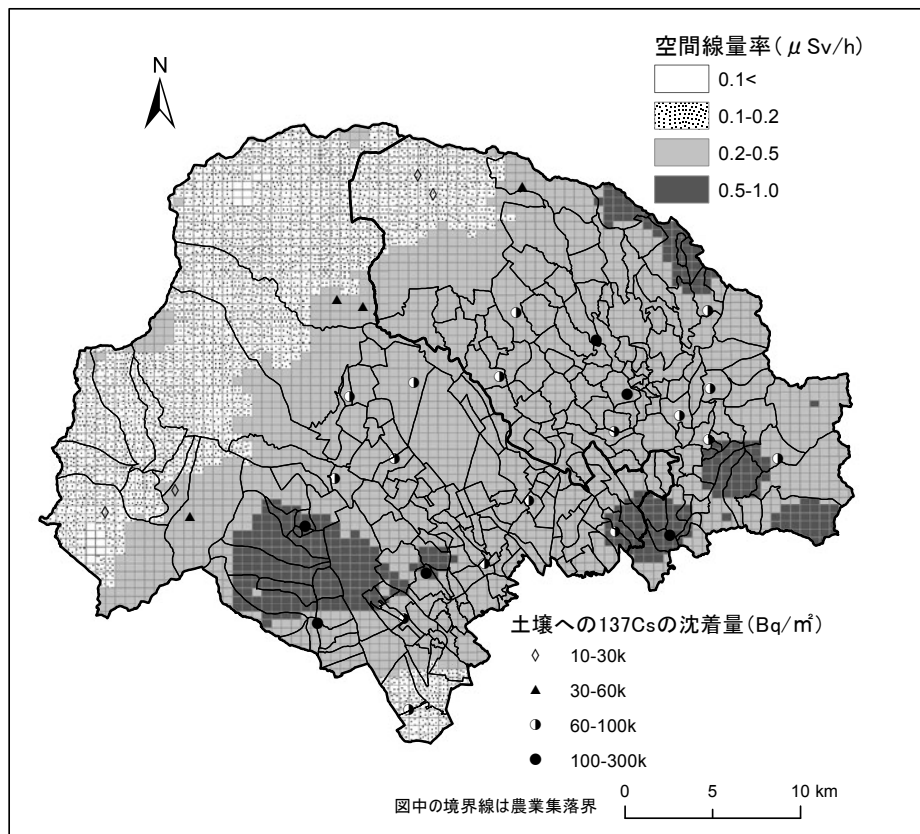 空間線量率(μSv/h)
N
0.1<
0.1-0.2
0.2-0.5
0.5-1.0
土壌への137Csの沈着量(Bq/㎡)
10-30k
30-60k
60-100k
100-300k
図中の境界線は農業集落界
0 5 10 km